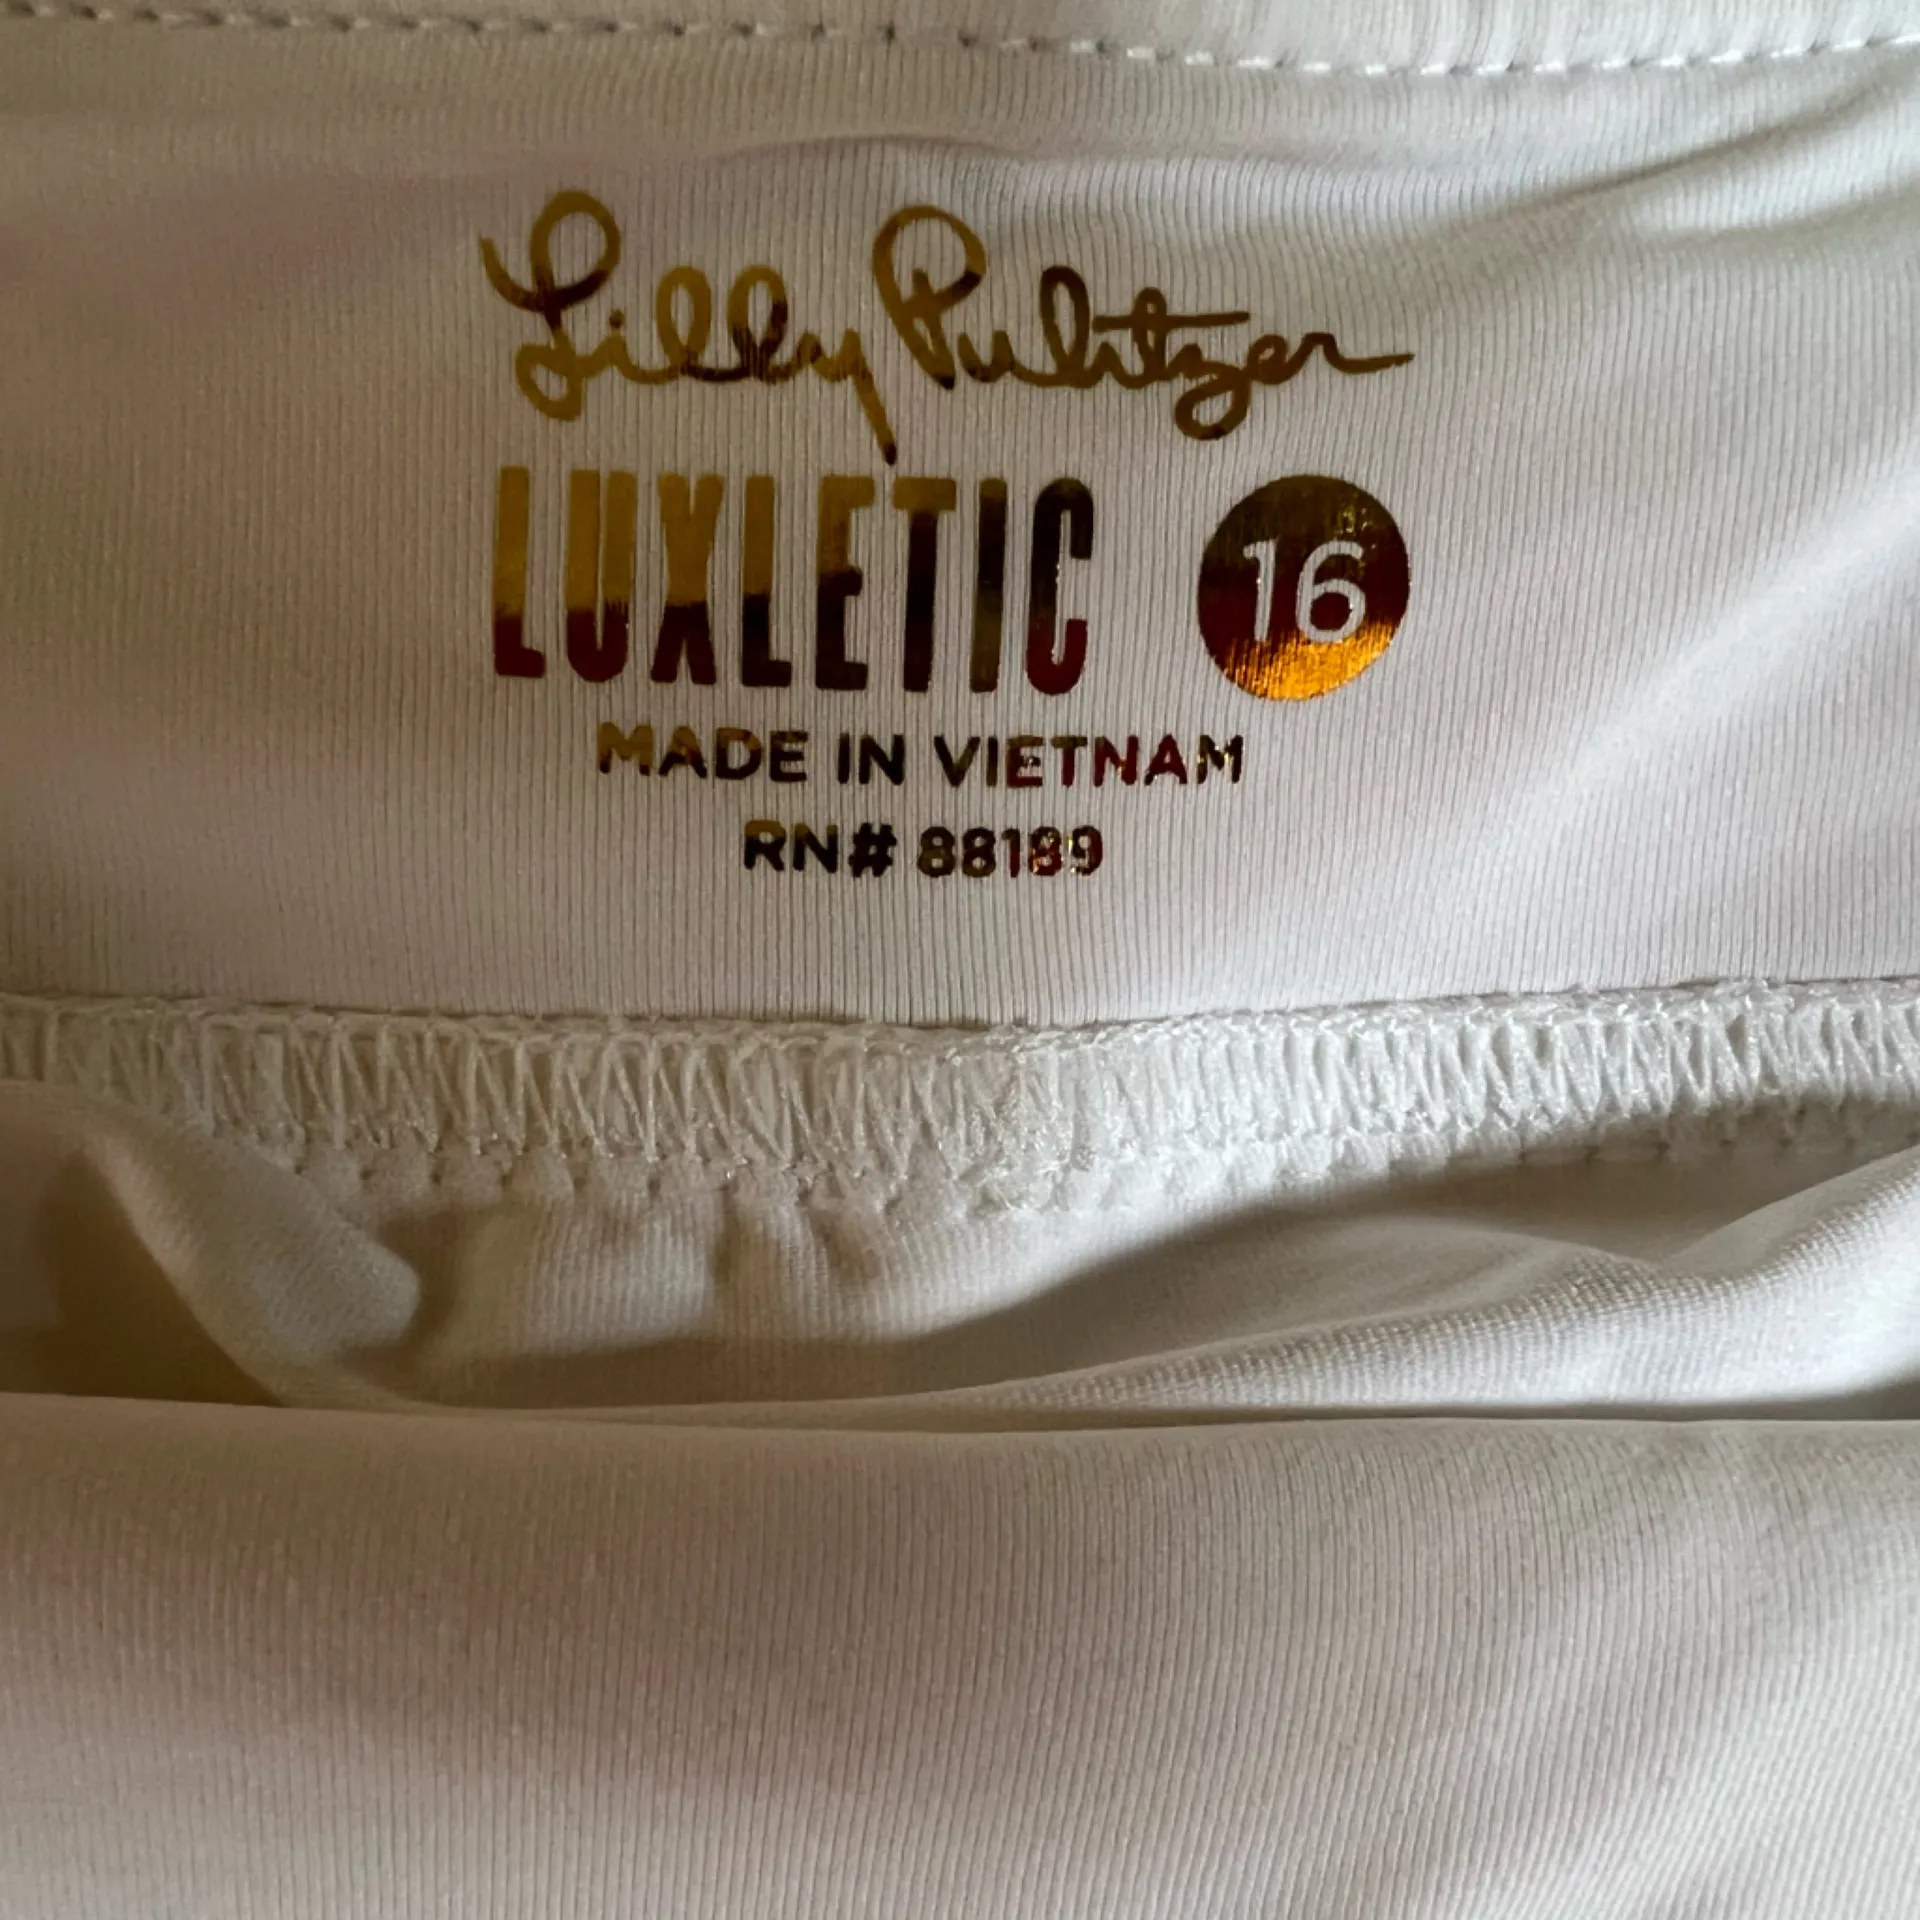 Lilly Pulitzer
LUXLETIC 16
MADE IN VIETNAM
RN# 88189